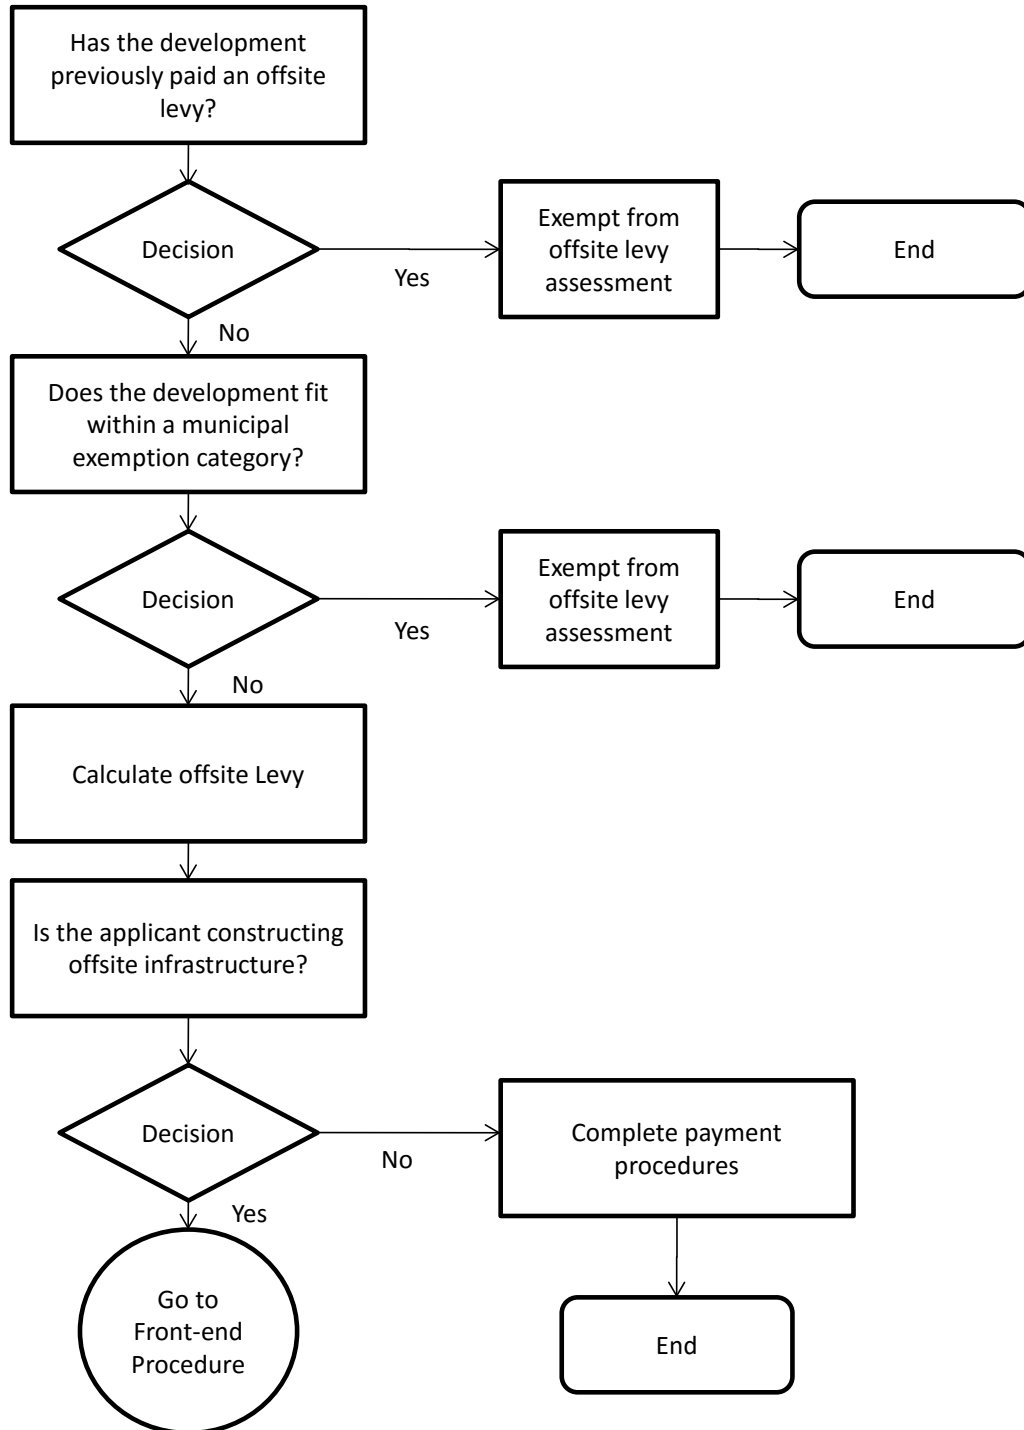 Has the development
previously paid an offsite
levy?
Decision
Yes
Exempt from
offsite levy
assessment
End
No
Does the development fit
within a municipal
exemption category?
Decision
Yes
Exempt from
offsite levy
assessment
End
No
Calculate offsite Levy
Is the applicant constructing
offsite infrastructure?
Decision
No
Complete payment
procedures
Yes
Go to
Front-end
Procedure
End